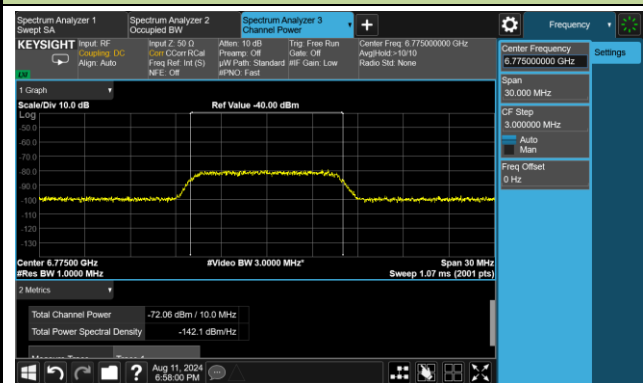 Spectrum Analyzer 1
Swept SA
Spectrum Analyzer 2
Occupied BW
Spectrum Analyzer 3
Channel Power
Frequency
KEYSIGHT
Input: RF
Coupling: DC
Align: Auto
Input Z: 50 Ω
Corr CCorr RCal
Freq Ref: Int (S)
NFE: Off
Atten: 10 dB
Preamp: Off
µW Path: Standard
#PNO: Fast
Trig: Free Run
Gate: Off
#IF Gain: Low
Center Freq: 6.775000000 GHz
Avg|Hold:>10/10
Radio Std: None
Center Frequency
6.775000000 GHz
Settings
Span
30.000 MHz
CF Step
3.000000 MHz
Auto
Man
Freq Offset
0 Hz
1 Graph
Scale/Div 10.0 dB
Ref Value -40.00 dBm
Log
-50.0
-60.0
-70.0
-80.0
-90.0
-100
-110
-120
-130
Center 6.77500 GHz
#Video BW 3.0000 MHz*
Span 30 MHz
#Res BW 1.0000 MHz
Sweep 1.07 ms (2001 pts)
2 Metrics
Total Channel Power
-72.06 dBm / 10.0 MHz
Total Power Spectral Density
-142.1 dBm/Hz
Aug 11, 2024
6:58:00 PM